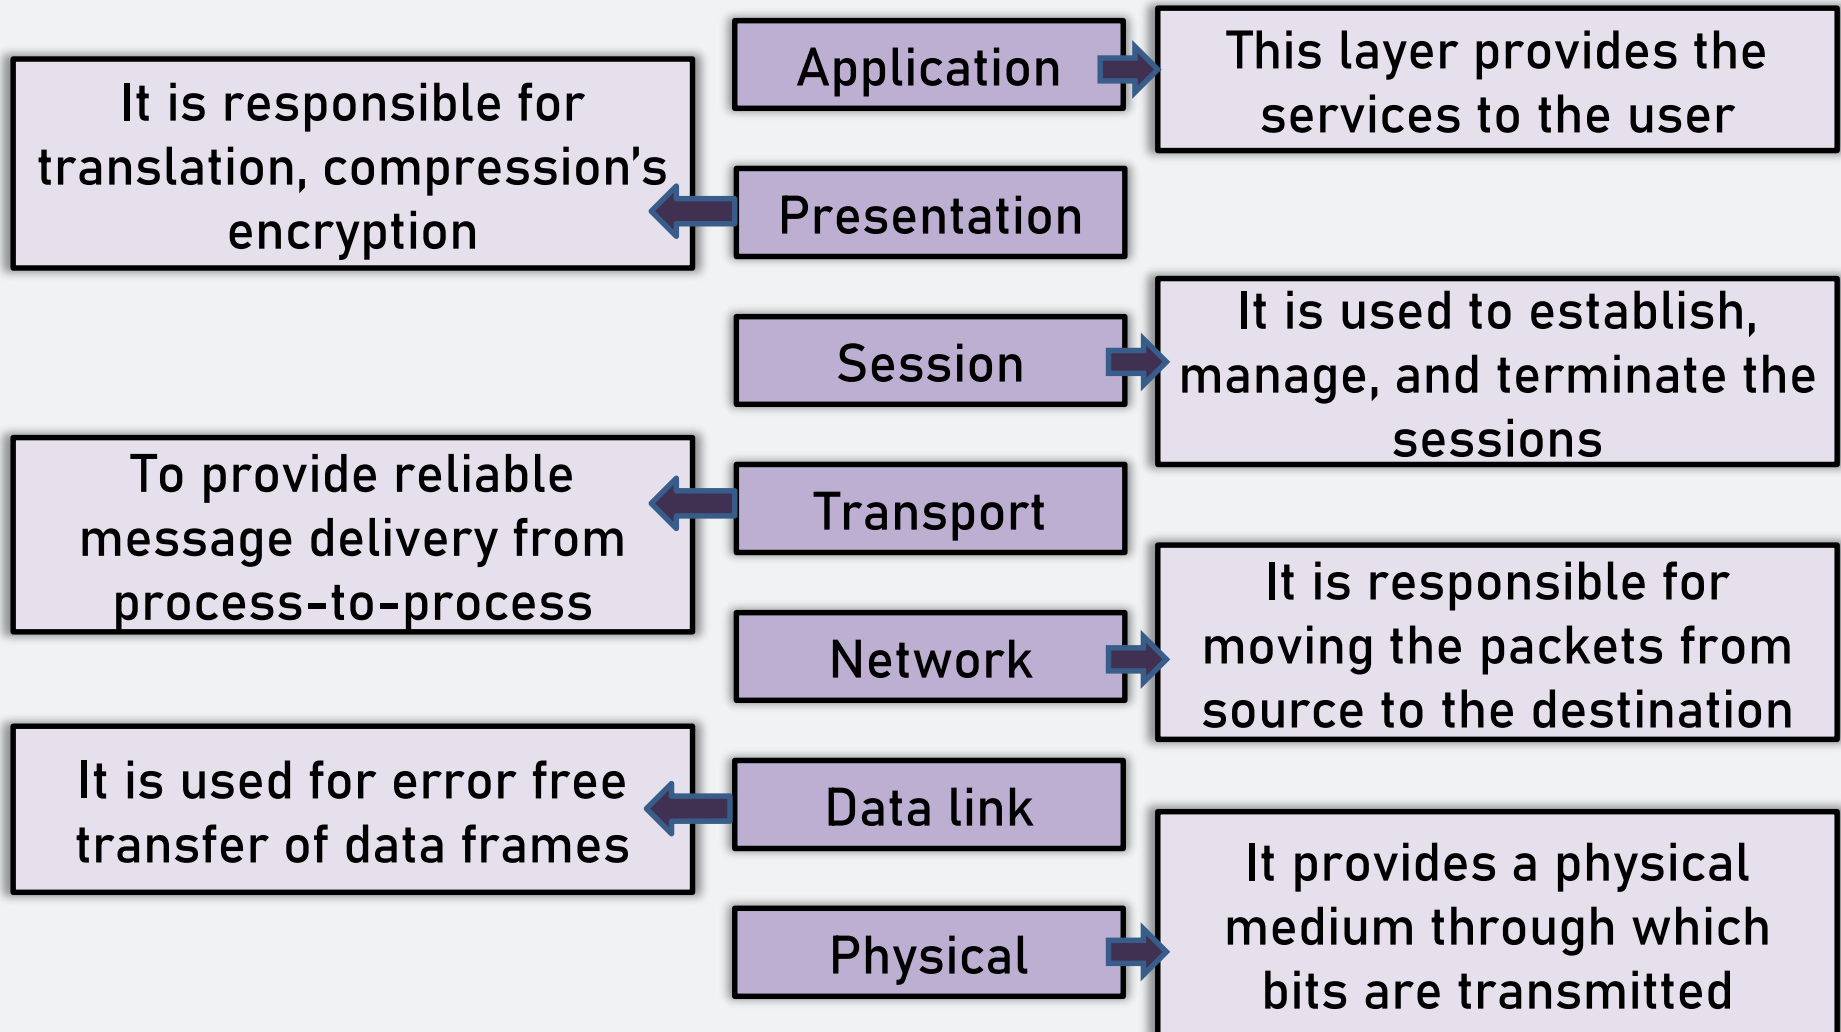 Application
This layer provides the
services to the user
It is responsible for
translation, compression’s
encryption
Presentation
Session
It is used to establish,
manage, and terminate the
sessions
To provide reliable
message delivery from
process-to-process
Transport
Network
It is responsible for
moving the packets from
source to the destination
It is used for error free
transfer of data frames
Data link
Physical
It provides a physical
medium through which
bits are transmitted